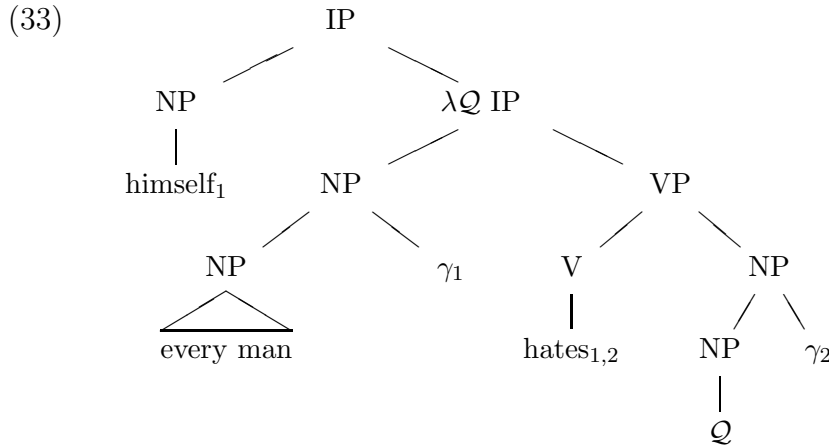 (33) IP
NP λ𝒬 IP
himself₁ NP VP
NP γ₁ V NP
every man hates₁,₂ NP γ₂
𝒬